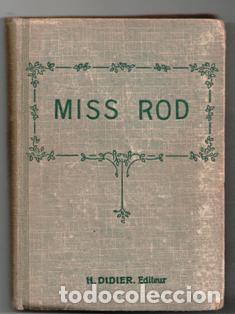 MISS ROD
H. DIDIER, Editeur
todocoleccion